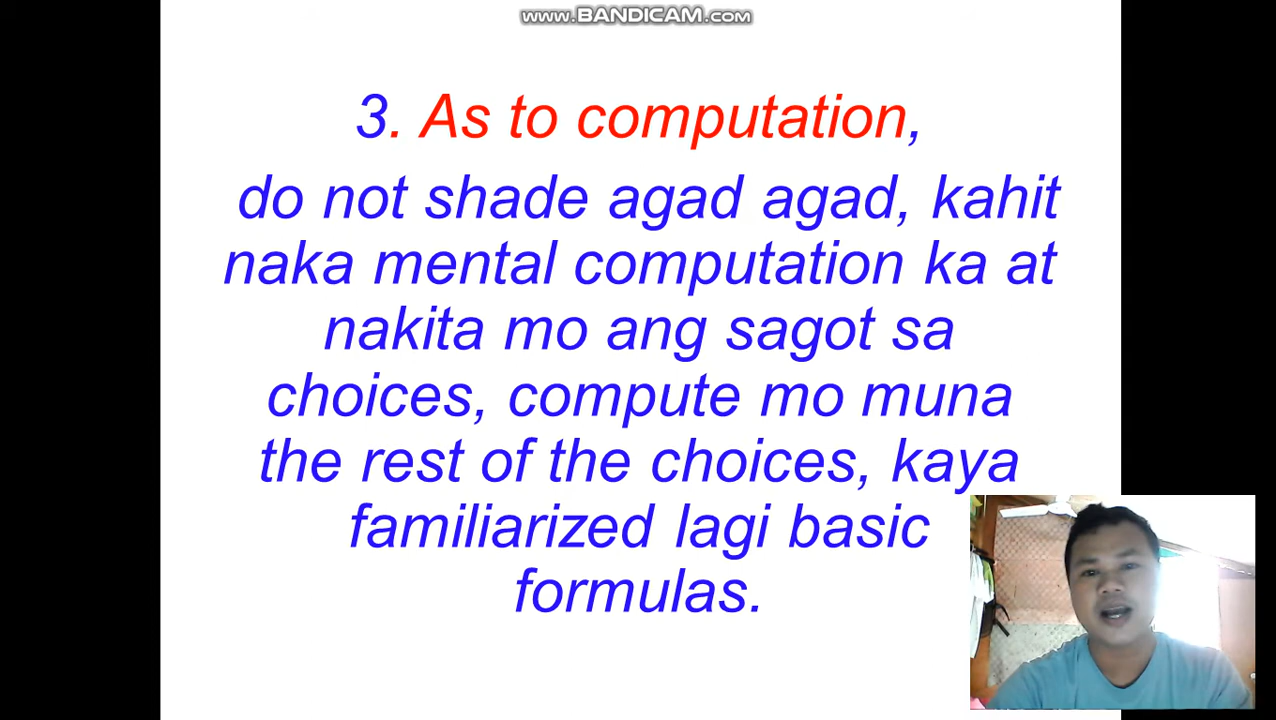 www.BANDICAM.com
3. As to computation,
do not shade agad agad, kahit
naka mental computation ka at
nakita mo ang sagot sa
choices, compute mo muna
the rest of the choices, kaya
familiarized lagi basic
formulas.